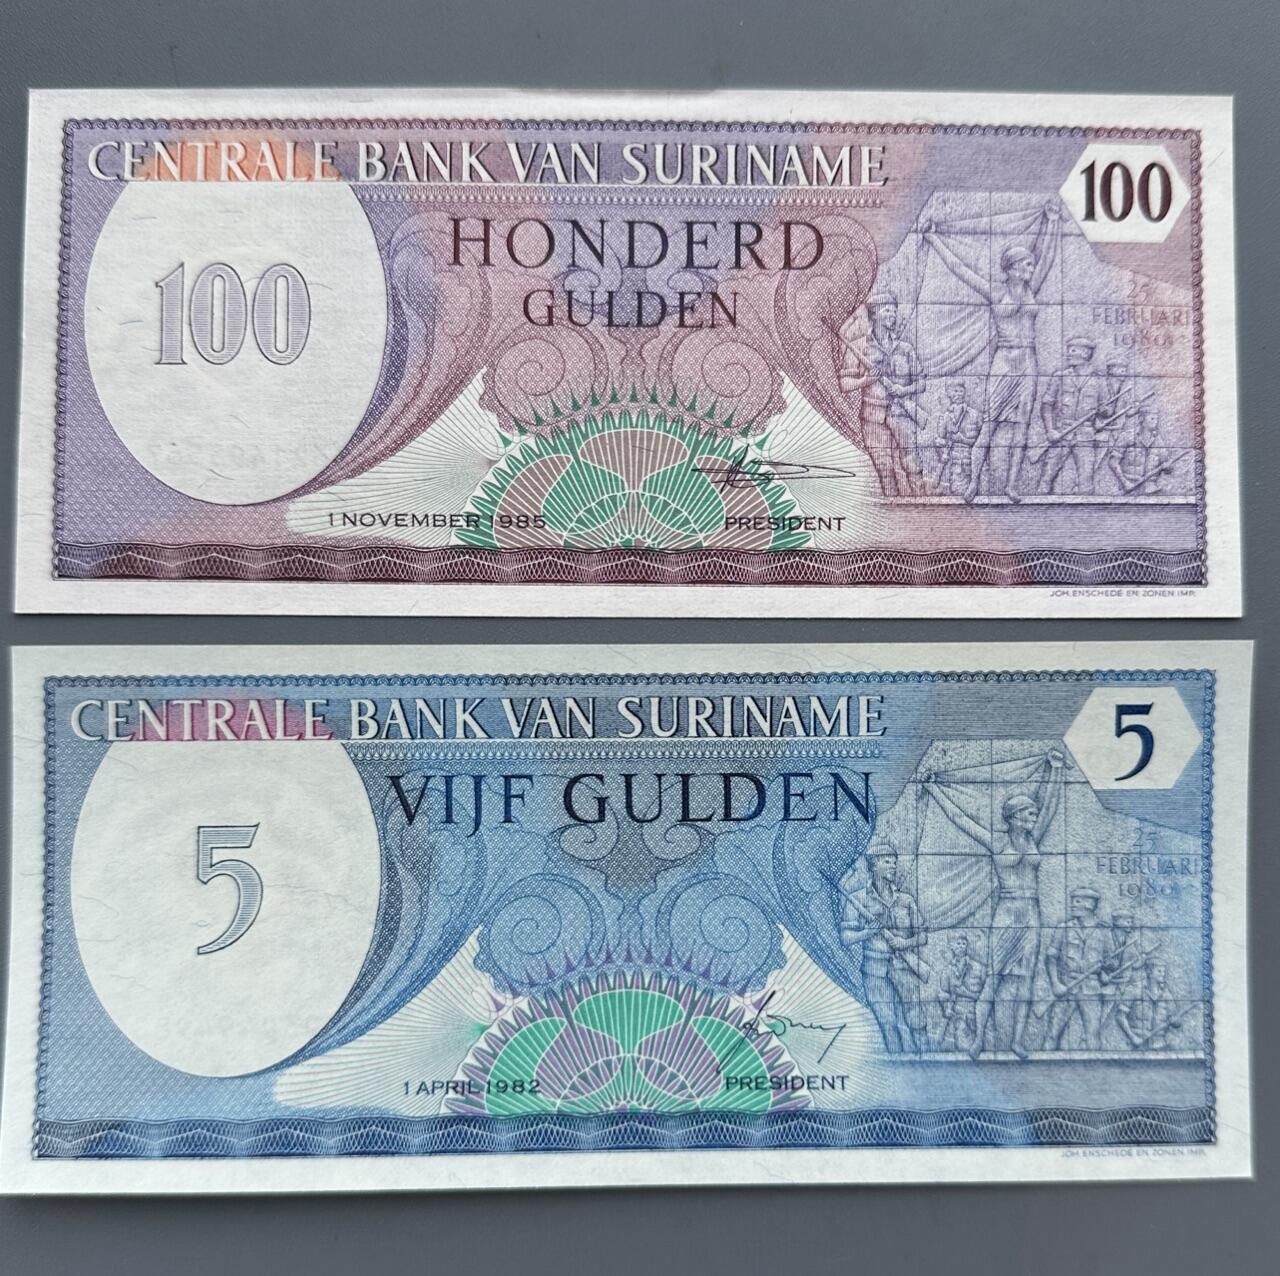 CENTRALE BANK VAN SURINAME
100
100
HONDERD
GULDEN
25
FEBRUARI
1980
1 NOVEMBER 1985
PRESIDENT
JOH. ENSCHEDÉ EN ZONEN IMP.
CENTRALE BANK VAN SURINAME
5
VIJF GULDEN
5
25
FEBRUARI
1980
1 APRIL 1982
PRESIDENT
JOH. ENSCHEDÉ EN ZONEN IMP.